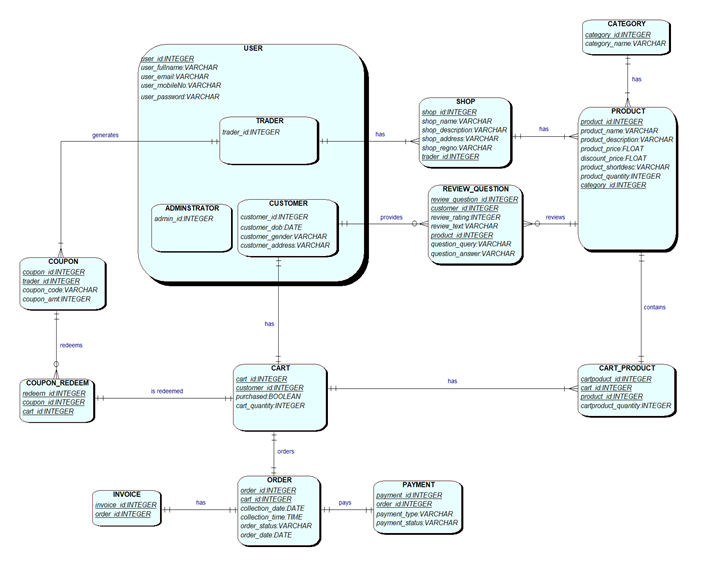 CATEGORY
category_id:INTEGER
category_name:VARCHAR
has
USER
user_id:INTEGER
user_fullname:VARCHAR
user_email:VARCHAR
user_mobileNo:VARCHAR
user_password:VARCHAR
TRADER
trader_id:INTEGER
generates
has
SHOP
shop_id:INTEGER
shop_name:VARCHAR
shop_description:VARCHAR
shop_address:VARCHAR
shop_regno:VARCHAR
trader_id:INTEGER
has
PRODUCT
product_id:INTEGER
product_name:VARCHAR
product_description:VARCHAR
product_price:FLOAT
discount_price:FLOAT
product_shortdesc:VARCHAR
product_quantity:INTEGER
category_id:INTEGER
ADMINSTRATOR
admin_id:INTEGER
CUSTOMER
customer_id:INTEGER
customer_dob:DATE
customer_gender:VARCHAR
customer_address:VARCHAR
provides
REVIEW_QUESTION
review_question_id:INTEGER
customer_id:INTEGER
review_rating:INTEGER
review_text:VARCHAR
product_id:INTEGER
question_query:VARCHAR
question_answer:VARCHAR
reviews
COUPON
coupon_id:INTEGER
trader_id:INTEGER
coupon_code:VARCHAR
coupon_amt:INTEGER
redeems
has
contains
COUPON_REDEEM
redeem_id:INTEGER
coupon_id:INTEGER
cart_id:INTEGER
is redeemed
CART
cart_id:INTEGER
customer_id:INTEGER
purchased:BOOLEAN
cart_quantity:INTEGER
has
CART_PRODUCT
cartpoduct_id:INTEGER
cart_id:INTEGER
product_id:INTEGER
cartproduct_quantity:INTEGER
orders
INVOICE
invoice_id:INTEGER
order_id:INTEGER
has
ORDER
order_id:INTEGER
cart_id:INTEGER
collection_date:DATE
collection_time:TIME
order_status:VARCHAR
order_date:DATE
pays
PAYMENT
payment_id:INTEGER
order_id:INTEGER
payment_type:VARCHAR
payment_status:VARCHAR